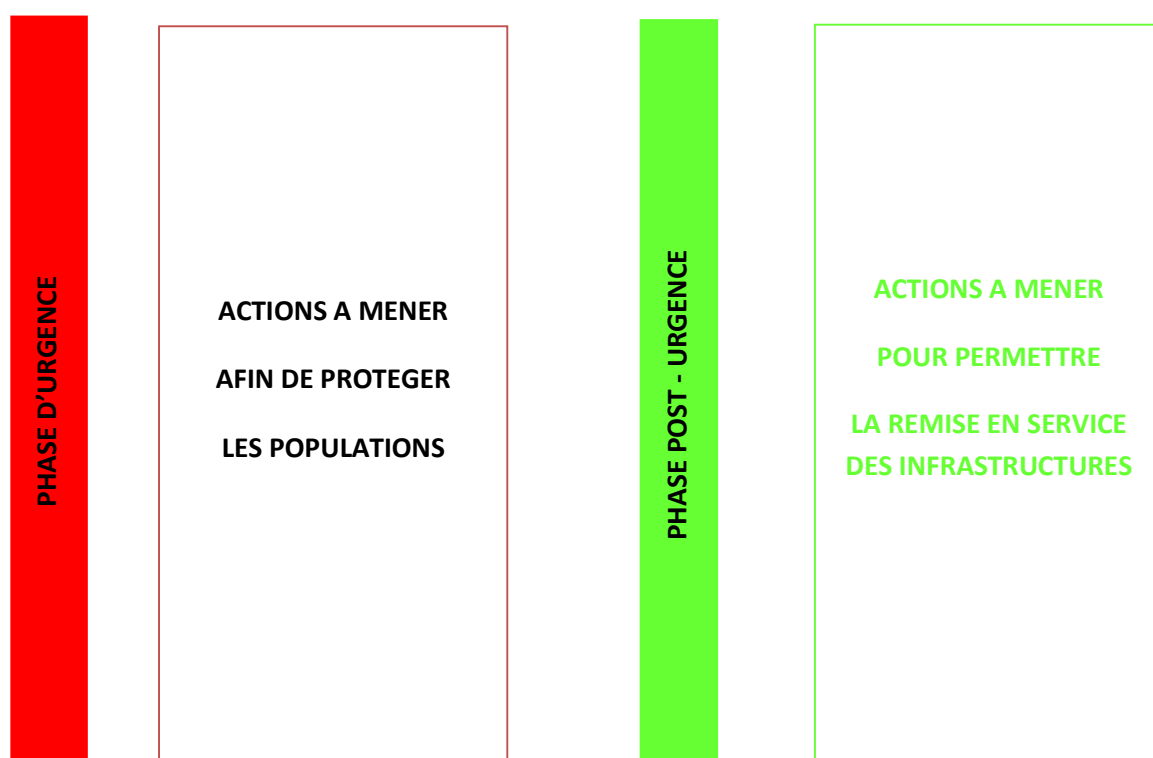 PHASE D’URGENCE
ACTIONS A MENER
AFIN DE PROTEGER
LES POPULATIONS
PHASE POST - URGENCE
ACTIONS A MENER
POUR PERMETTRE
LA REMISE EN SERVICE
DES INFRASTRUCTURES